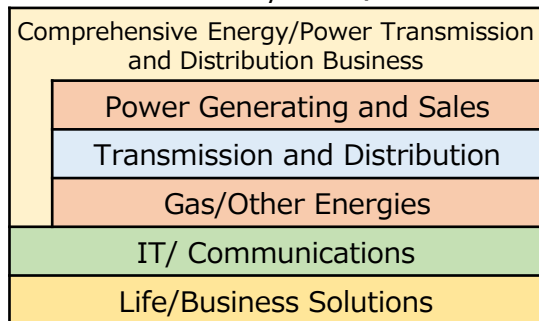 Comprehensive Energy/Power Transmission
and Distribution Business
Power Generating and Sales
Transmission and Distribution
Gas/Other Energies
IT/ Communications
Life/Business Solutions